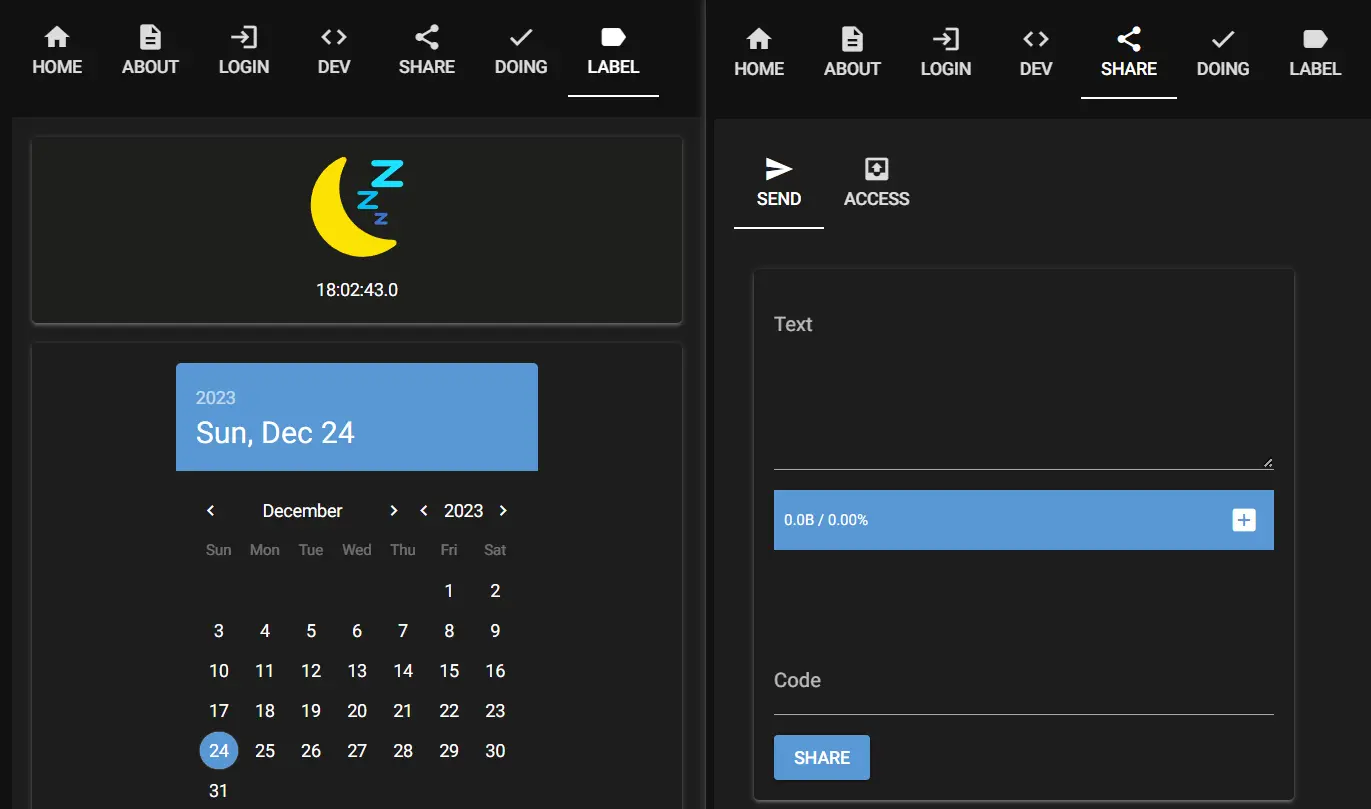 HOME ABOUT LOGIN DEV SHARE DOING LABEL
18:02:43.0
2023
Sun, Dec 24
December 2023
Sun Mon Tue Wed Thu Fri Sat
1 2
3 4 5 6 7 8 9
10 11 12 13 14 15 16
17 18 19 20 21 22 23
24 25 26 27 28 29 30
31
HOME ABOUT LOGIN DEV SHARE DOING LABEL
SEND ACCESS
Text
0.0B / 0.00%
Code
SHARE